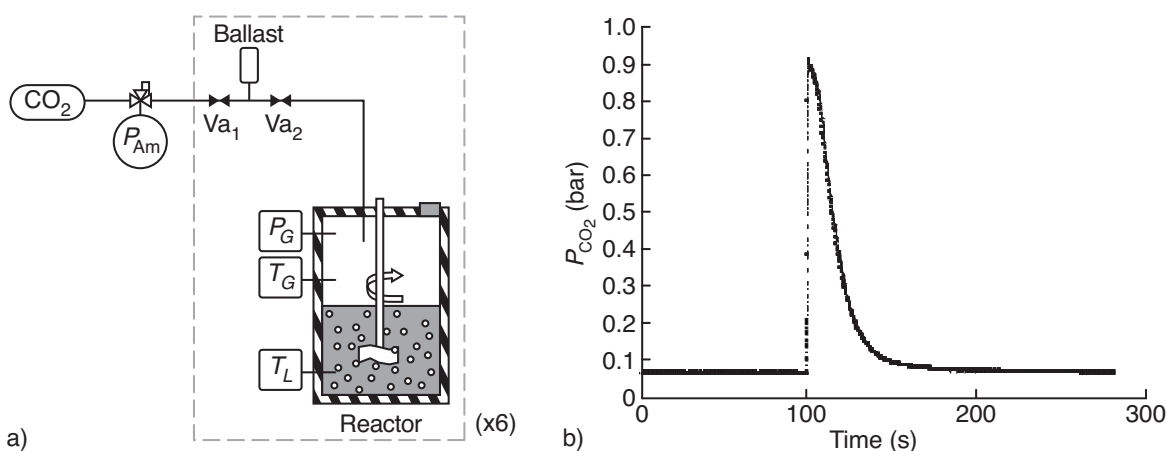 Ballast
CO2
PAm
Va1
Va2
PG
TG
TL
Reactor
(x6)
a)
1.0
0.9
0.8
0.7
0.6
0.5
0.4
0.3
0.2
0.1
0
PCO2 (bar)
0
100
200
300
Time (s)
b)